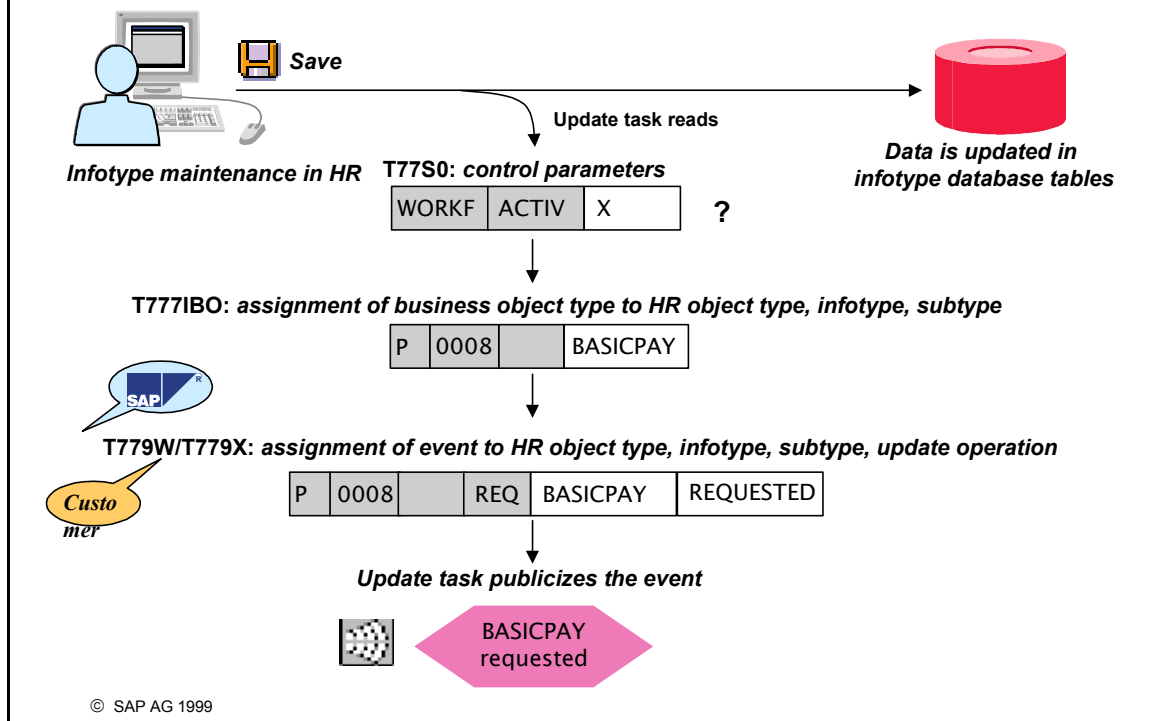 Save
Update task reads
Infotype maintenance in HR
Data is updated in
infotype database tables
T77S0: control parameters
WORKF ACTIV X ?
T777IBO: assignment of business object type to HR object type, infotype, subtype
P 0008 BASICPAY
SAP R
T779W/T779X: assignment of event to HR object type, infotype, subtype, update operation
Custo
mer
P 0008 REQ BASICPAY REQUESTED
Update task publicizes the event
BASICPAY
requested
© SAP AG 1999